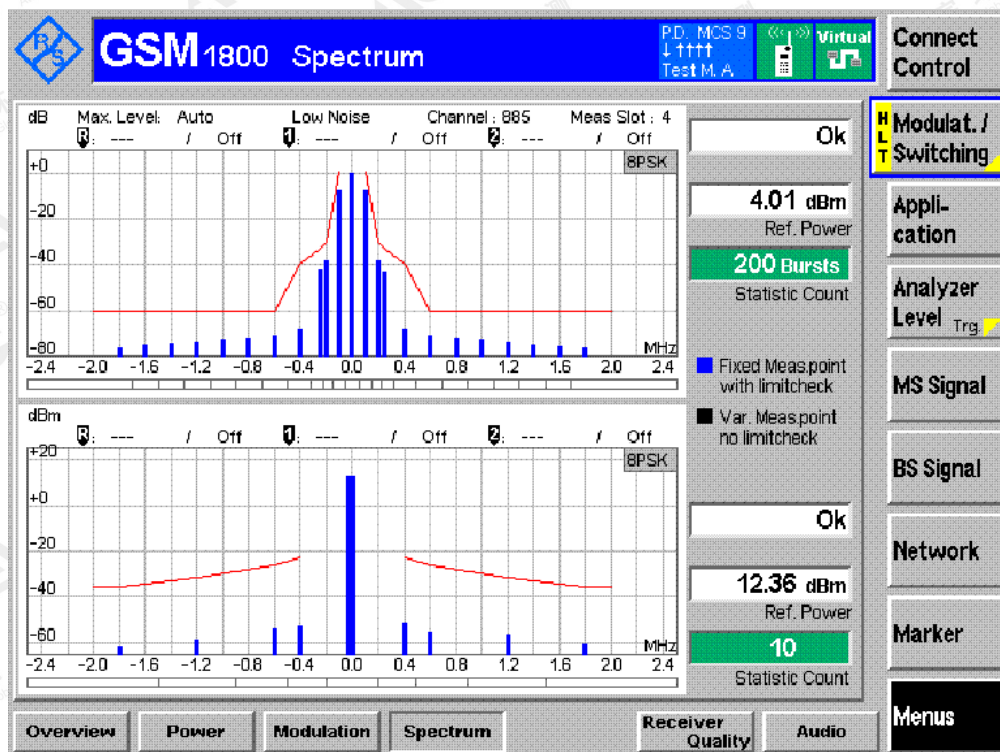 R/S
GSM 1800 Spectrum
P.D. MCS 9
↓ ↑↑↑↑
Test M. A
Virtual
Connect
Control
dB Max. Level: Auto Low Noise Channel : 885 Meas Slot : 4
R: --- / Off 1: --- / Off 2: --- / Off
8PSK
+0
-20
-40
-60
-80
MHz
-2.4 -2.0 -1.6 -1.2 -0.8 -0.4 0.0 0.4 0.8 1.2 1.6 2.0 2.4
Ok
4.01 dBm
Ref. Power
200 Bursts
Statistic Count
Fixed Meas.point
with limitcheck
Var. Meas.point
no limitcheck
dBm
R: --- / Off 1: --- / Off 2: --- / Off
8PSK
+20
+0
-20
-40
-60
MHz
-2.4 -2.0 -1.6 -1.2 -0.8 -0.4 0.0 0.4 0.8 1.2 1.6 2.0 2.4
Ok
12.36 dBm
Ref. Power
10
Statistic Count
HLT
Modulat. /
Switching
Appli-
cation
Analyzer
Level Trg.
MS Signal
BS Signal
Network
Marker
Menus
Overview
Power
Modulation
Spectrum
Receiver
Quality
Audio